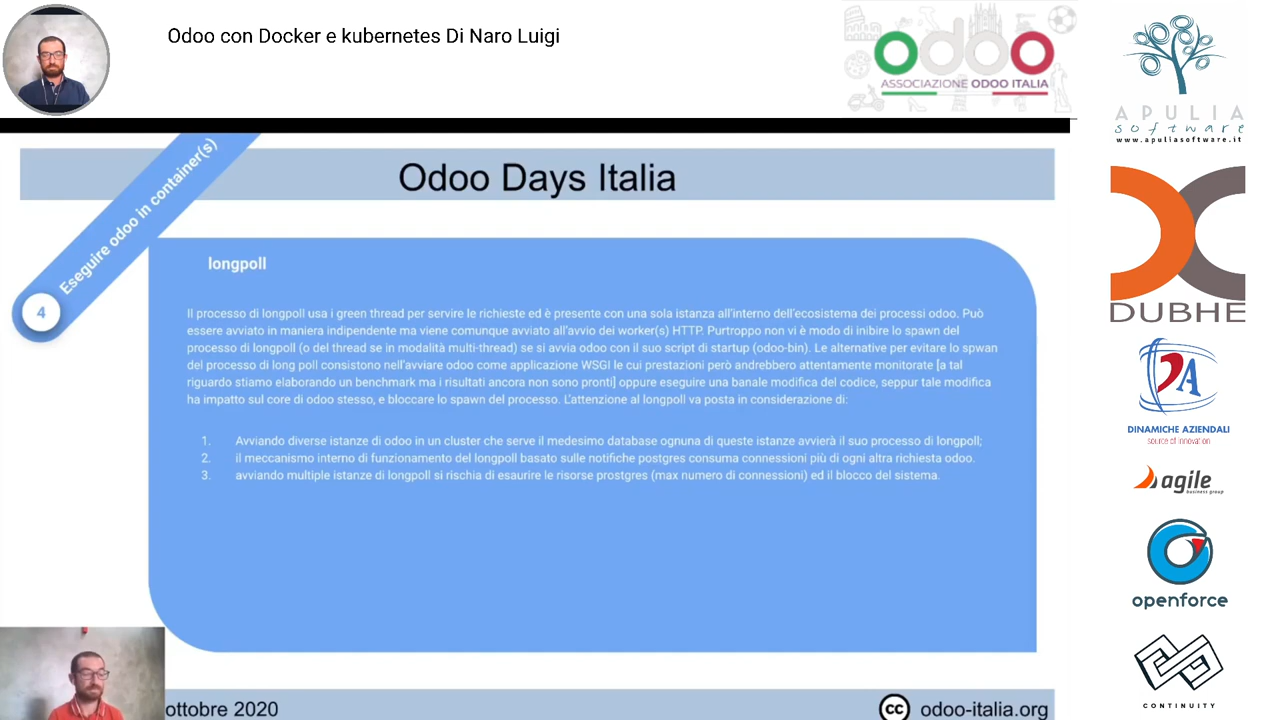 Odoo con Docker e kubernetes Di Naro Luigi
odoo
ASSOCIAZIONE ODOO ITALIA
APULIA
software
www.apuliasoftware.it
Eseguire odoo in container(s)
4
Odoo Days Italia
longpoll
Il processo di longpoll usa i green thread per servire le richieste ed è presente con una sola istanza all'interno dell'ecosistema dei processi odoo. Può
essere avviato in maniera indipendente ma viene comunque avviato all'avvio dei worker(s) HTTP. Purtroppo non vi è modo di inibire lo spawn del
processo di longpoll (o del thread se in modalità multi-thread) se si avvia odoo con il suo script di startup (odoo-bin). Le alternative per evitare lo spwan
del processo di long poll consistono nell'avviare odoo come applicazione WSGI le cui prestazioni però andrebbero attentamente monitorate [a tal
riguardo stiamo elaborando un benchmark ma i risultati ancora non sono pronti] oppure eseguire una banale modifica del codice, seppur tale modifica
ha impatto sul core di odoo stesso, e bloccare lo spawn del processo. L'attenzione al longpoll va posta in considerazione di:
1. Avviando diverse istanze di odoo in un cluster che serve il medesimo database ognuna di queste istanze avvierà il suo processo di longpoll;
2. il meccanismo interno di funzionamento del longpoll basato sulle notifiche postgres consuma connessioni più di ogni altra richiesta odoo.
3. avviando multiple istanze di longpoll si rischia di esaurire le risorse prostgres (max numero di connessioni) ed il blocco del sistema.
ottobre 2020
cc odoo-italia.org
DUBHE
DA
DINAMICHE AZIENDALI
source of innovation
agile
business group
openforce
CONTINUITY